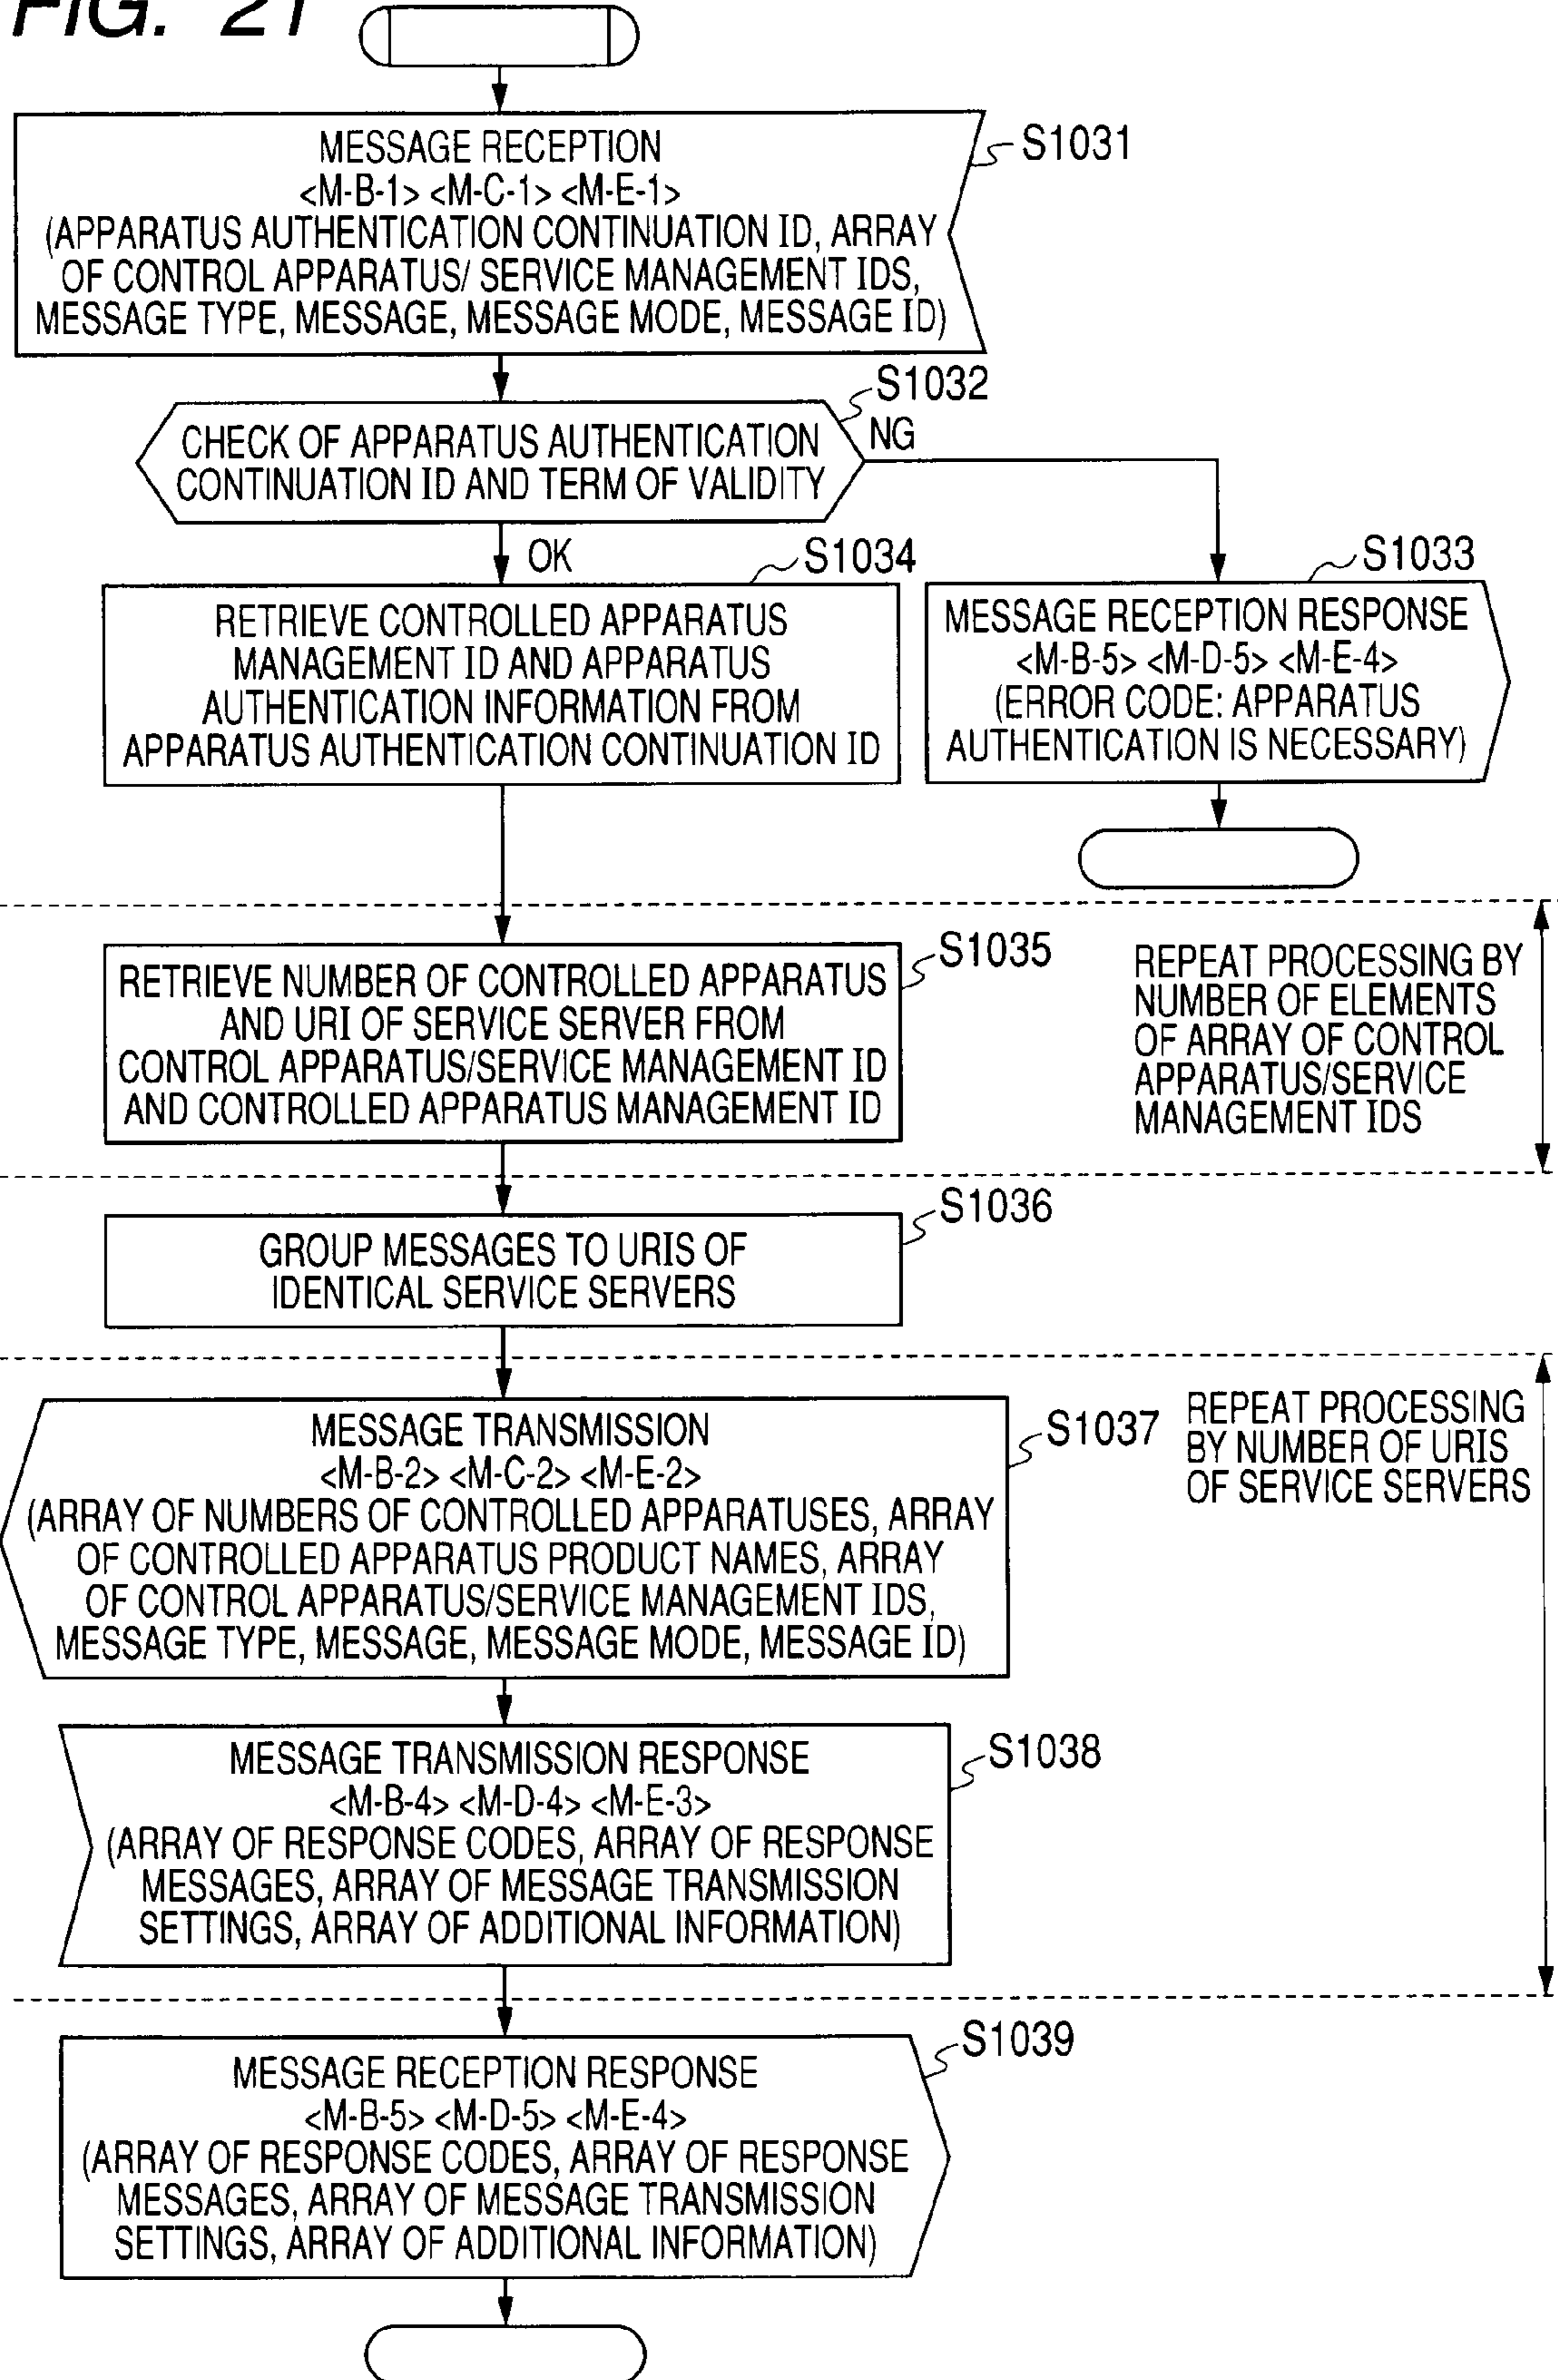 FIG. 21
MESSAGE RECEPTION
<M-B-1> <M-C-1> <M-E-1>
(APPARATUS AUTHENTICATION CONTINUATION ID, ARRAY
OF CONTROL APPARATUS/ SERVICE MANAGEMENT IDS,
MESSAGE TYPE, MESSAGE, MESSAGE MODE, MESSAGE ID)
S1031
S1032
CHECK OF APPARATUS AUTHENTICATION
CONTINUATION ID AND TERM OF VALIDITY
NG
OK
S1034
RETRIEVE CONTROLLED APPARATUS
MANAGEMENT ID AND APPARATUS
AUTHENTICATION INFORMATION FROM
APPARATUS AUTHENTICATION CONTINUATION ID
S1033
MESSAGE RECEPTION RESPONSE
<M-B-5> <M-D-5> <M-E-4>
(ERROR CODE: APPARATUS
AUTHENTICATION IS NECESSARY)
S1035
RETRIEVE NUMBER OF CONTROLLED APPARATUS
AND URI OF SERVICE SERVER FROM
CONTROL APPARATUS/SERVICE MANAGEMENT ID
AND CONTROLLED APPARATUS MANAGEMENT ID
REPEAT PROCESSING BY
NUMBER OF ELEMENTS
OF ARRAY OF CONTROL
APPARATUS/SERVICE
MANAGEMENT IDS
S1036
GROUP MESSAGES TO URIS OF
IDENTICAL SERVICE SERVERS
S1037
MESSAGE TRANSMISSION
<M-B-2> <M-C-2> <M-E-2>
(ARRAY OF NUMBERS OF CONTROLLED APPARATUSES, ARRAY
OF CONTROLLED APPARATUS PRODUCT NAMES, ARRAY
OF CONTROL APPARATUS/SERVICE MANAGEMENT IDS,
MESSAGE TYPE, MESSAGE, MESSAGE MODE, MESSAGE ID)
REPEAT PROCESSING
BY NUMBER OF URIS
OF SERVICE SERVERS
S1038
MESSAGE TRANSMISSION RESPONSE
<M-B-4> <M-D-4> <M-E-3>
(ARRAY OF RESPONSE CODES, ARRAY OF RESPONSE
MESSAGES, ARRAY OF MESSAGE TRANSMISSION
SETTINGS, ARRAY OF ADDITIONAL INFORMATION)
S1039
MESSAGE RECEPTION RESPONSE
<M-B-5> <M-D-5> <M-E-4>
(ARRAY OF RESPONSE CODES, ARRAY OF RESPONSE
MESSAGES, ARRAY OF MESSAGE TRANSMISSION
SETTINGS, ARRAY OF ADDITIONAL INFORMATION)